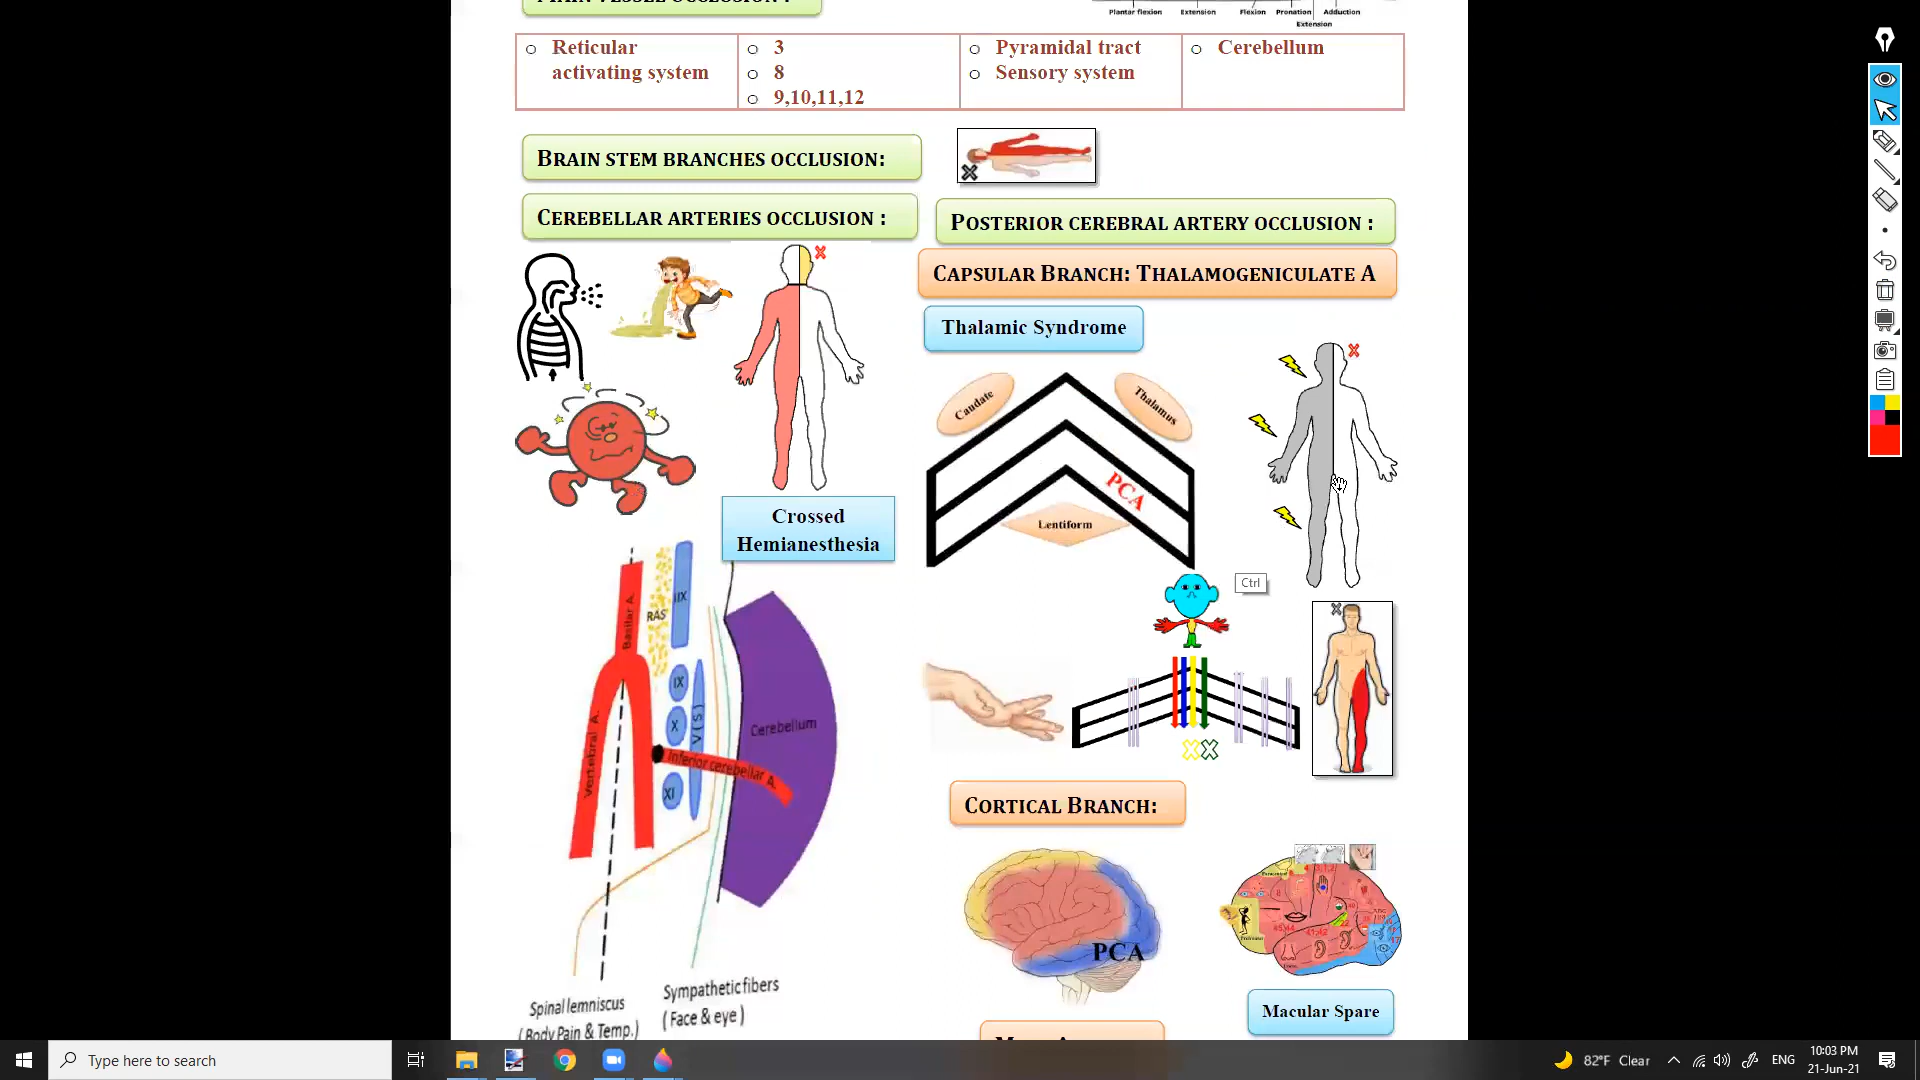 MAIN VESSEL OCCLUSION :
Plantar flexion Extension Flexion Pronation Adduction
Extension
Reticular
activating system
3
8
9,10,11,12
Pyramidal tract
Sensory system
Cerebellum
BRAIN STEM BRANCHES OCCLUSION:
CEREBELLAR ARTERIES OCCLUSION :
POSTERIOR CEREBRAL ARTERY OCCLUSION :
CAPSULAR BRANCH: THALAMOGENICULATE A
Thalamic Syndrome
Caudate
Thalamus
PCA
Lentiform
Crossed
Hemianesthesia
Ctrl
Basilar A.
RAS
IIX
IX
X
V(S)
XI
Vertebral A.
Inferior cerebellar A.
Cerebellum
Spinal lemniscus
(Body Pain & Temp.)
Sympathetic fibers
(Face & eye)
CORTICAL BRANCH:
PCA
Macular Spare
Type here to search
82°F Clear
ENG
10:03 PM
21-Jun-21